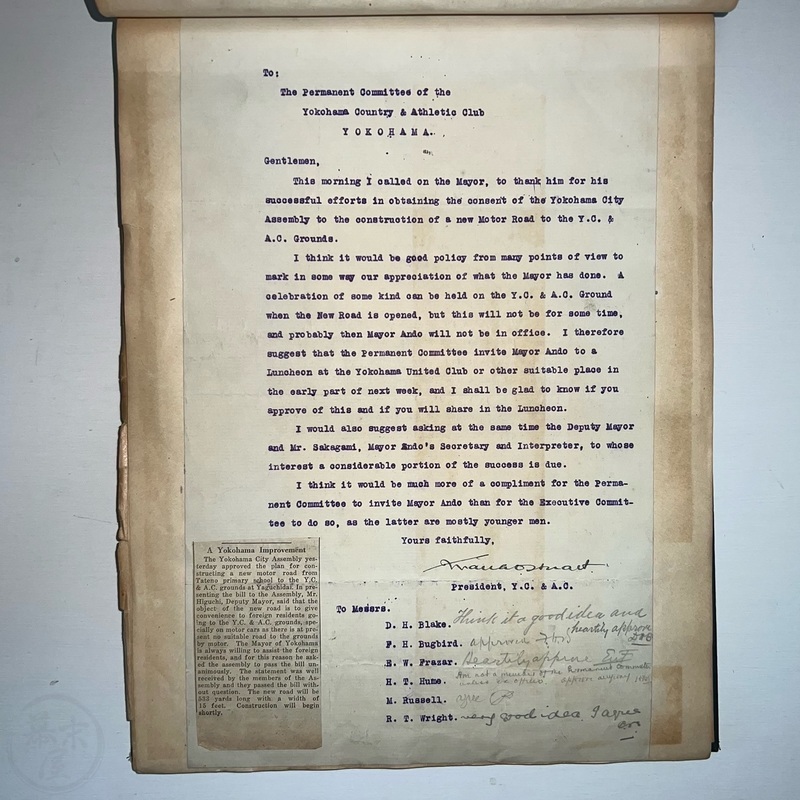 To:
The Permanent Committee of the
Yokohama Country & Athletic Club
Y O K O H A M A.
Gentlemen,
This morning I called on the Mayor, to thank him for his
successful efforts in obtaining the consent of the Yokohama City
Assembly to the construction of a new Motor Road to the Y.C. &
A.C. Grounds.
I think it would be good policy from many points of view to
mark in some way our appreciation of what the Mayor has done. A
celebration of some kind can be held on the Y.C. & A.C. Ground
when the New Road is opened, but this will not be for some time,
and probably then Mayor Ando will not be in office. I therefore
suggest that the Permanent Committee invite Mayor Ando to a
Luncheon at the Yokohama United Club or other suitable place in
the early part of next week, and I shall be glad to know if you
approve of this and if you will share in the Luncheon.
I would also suggest asking at the same time the Deputy Mayor
and Mr. Sakagami, Mayor Ando's Secretary and Interpreter, to whose
interest a considerable portion of the success is due.
I think it would be much more of a compliment for the Perma-
nent Committee to invite Mayor Ando than for the Executive Commit-
tee to do so, as the latter are mostly younger men.
Yours faithfully,
President, Y.C. & A.C.
To Messrs.
D. H. Blake. Think it a good idea and
heartily approve
F. H. Bugbird. approved
E. W. Frazar. Heartily approve EWF
H. T. Hume. Am not a member of the Permanent Committee
M. Russell. agree
R. T. Wright. very good idea I agree
A Yokohama Improvement
The Yokohama City Assembly yes-
terday approved the plan for con-
structing a new motor road from
Tateno primary school to the Y.C.
& A.C. grounds at Yaguchidai. In pre-
senting the bill to the Assembly, Mr.
Higuchi, Deputy Mayor, said that the
object of the new road is to give
convenience to foreign residents go-
ing to the Y.C. & A.C. grounds, spe-
cially on motor cars as there is at pre-
sent no suitable road to the grounds
by motor. The Mayor of Yokohama
is always willing to assist the foreign
residents, and for this reason he ask-
ed the assembly to pass the bill un-
animously. The statement was well
received by the members of the As-
sembly and they passed the bill with-
out question. The new road will be
583 yards long with a width of
15 feet. Construction will begin
shortly.